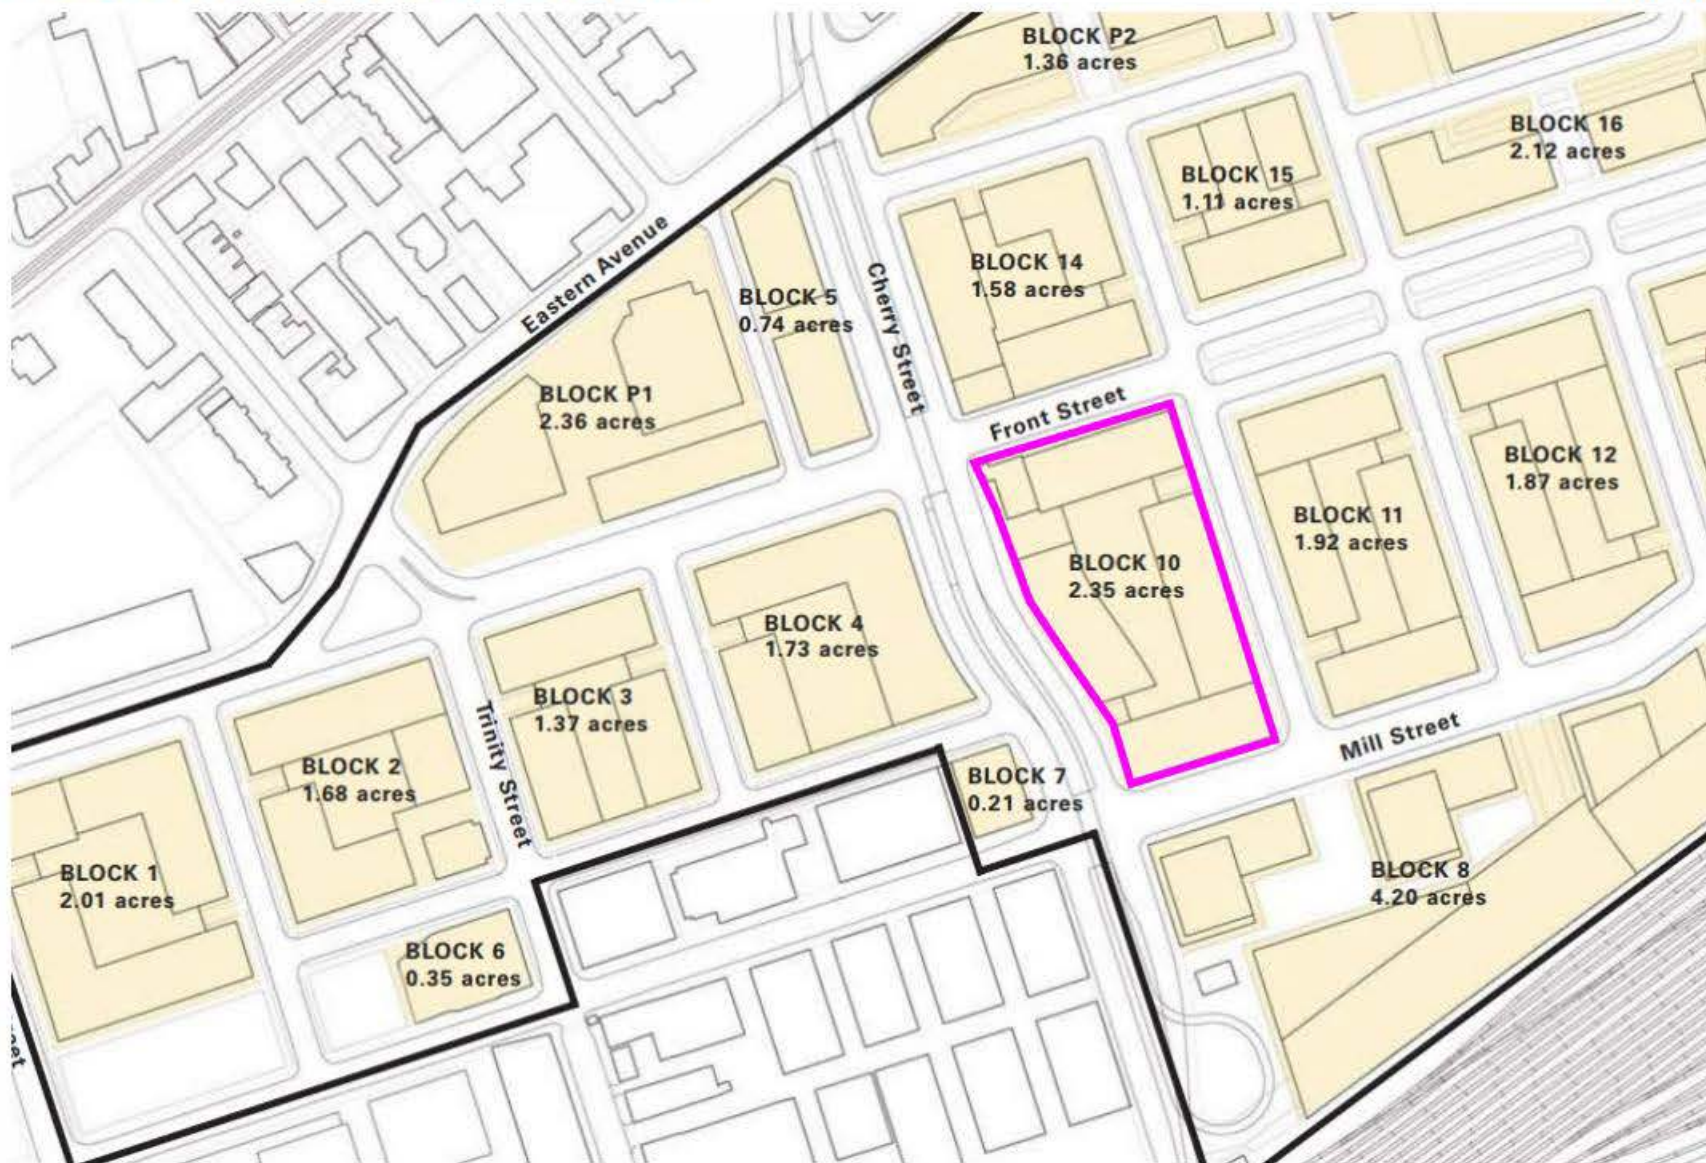 BLOCK P2
1.36 acres
BLOCK 16
2.12 acres
BLOCK 15
1.11 acres
Eastern Avenue
BLOCK 14
1.58 acres
Cherry Street
BLOCK 5
0.74 acres
BLOCK P1
2.36 acres
Front Street
BLOCK 12
1.87 acres
BLOCK 11
1.92 acres
BLOCK 10
2.35 acres
BLOCK 4
1.73 acres
BLOCK 3
1.37 acres
Trinity Street
BLOCK 2
1.68 acres
BLOCK 7
0.21 acres
Mill Street
BLOCK 1
2.01 acres
BLOCK 8
4.20 acres
BLOCK 6
0.35 acres